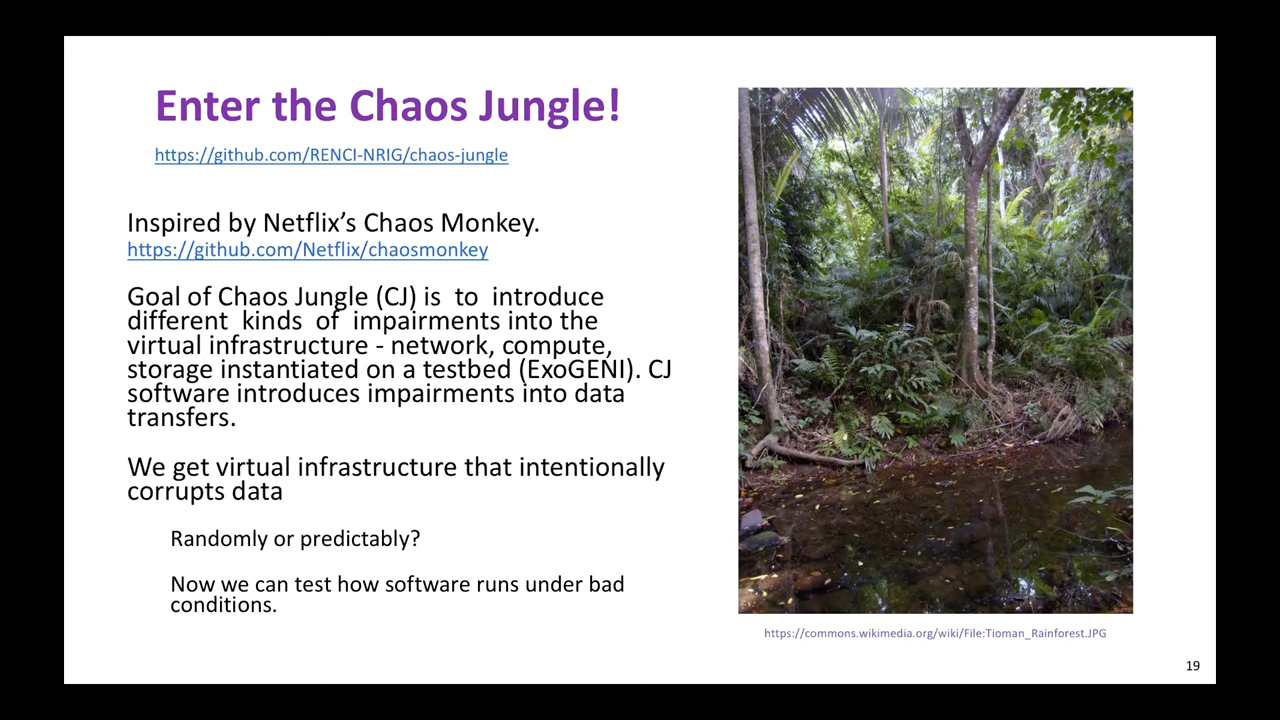 Enter the Chaos Jungle!
https://github.com/RENCI-NRIG/chaos-jungle
Inspired by Netflix’s Chaos Monkey.
https://github.com/Netflix/chaosmonkey
Goal of Chaos Jungle (CJ) is to introduce
different kinds of impairments into the
virtual infrastructure - network, compute,
storage instantiated on a testbed (ExoGENI). CJ
software introduces impairments into data
transfers.
We get virtual infrastructure that intentionally
corrupts data
Randomly or predictably?
Now we can test how software runs under bad
conditions.
https://commons.wikimedia.org/wiki/File:Tioman_Rainforest.JPG
19